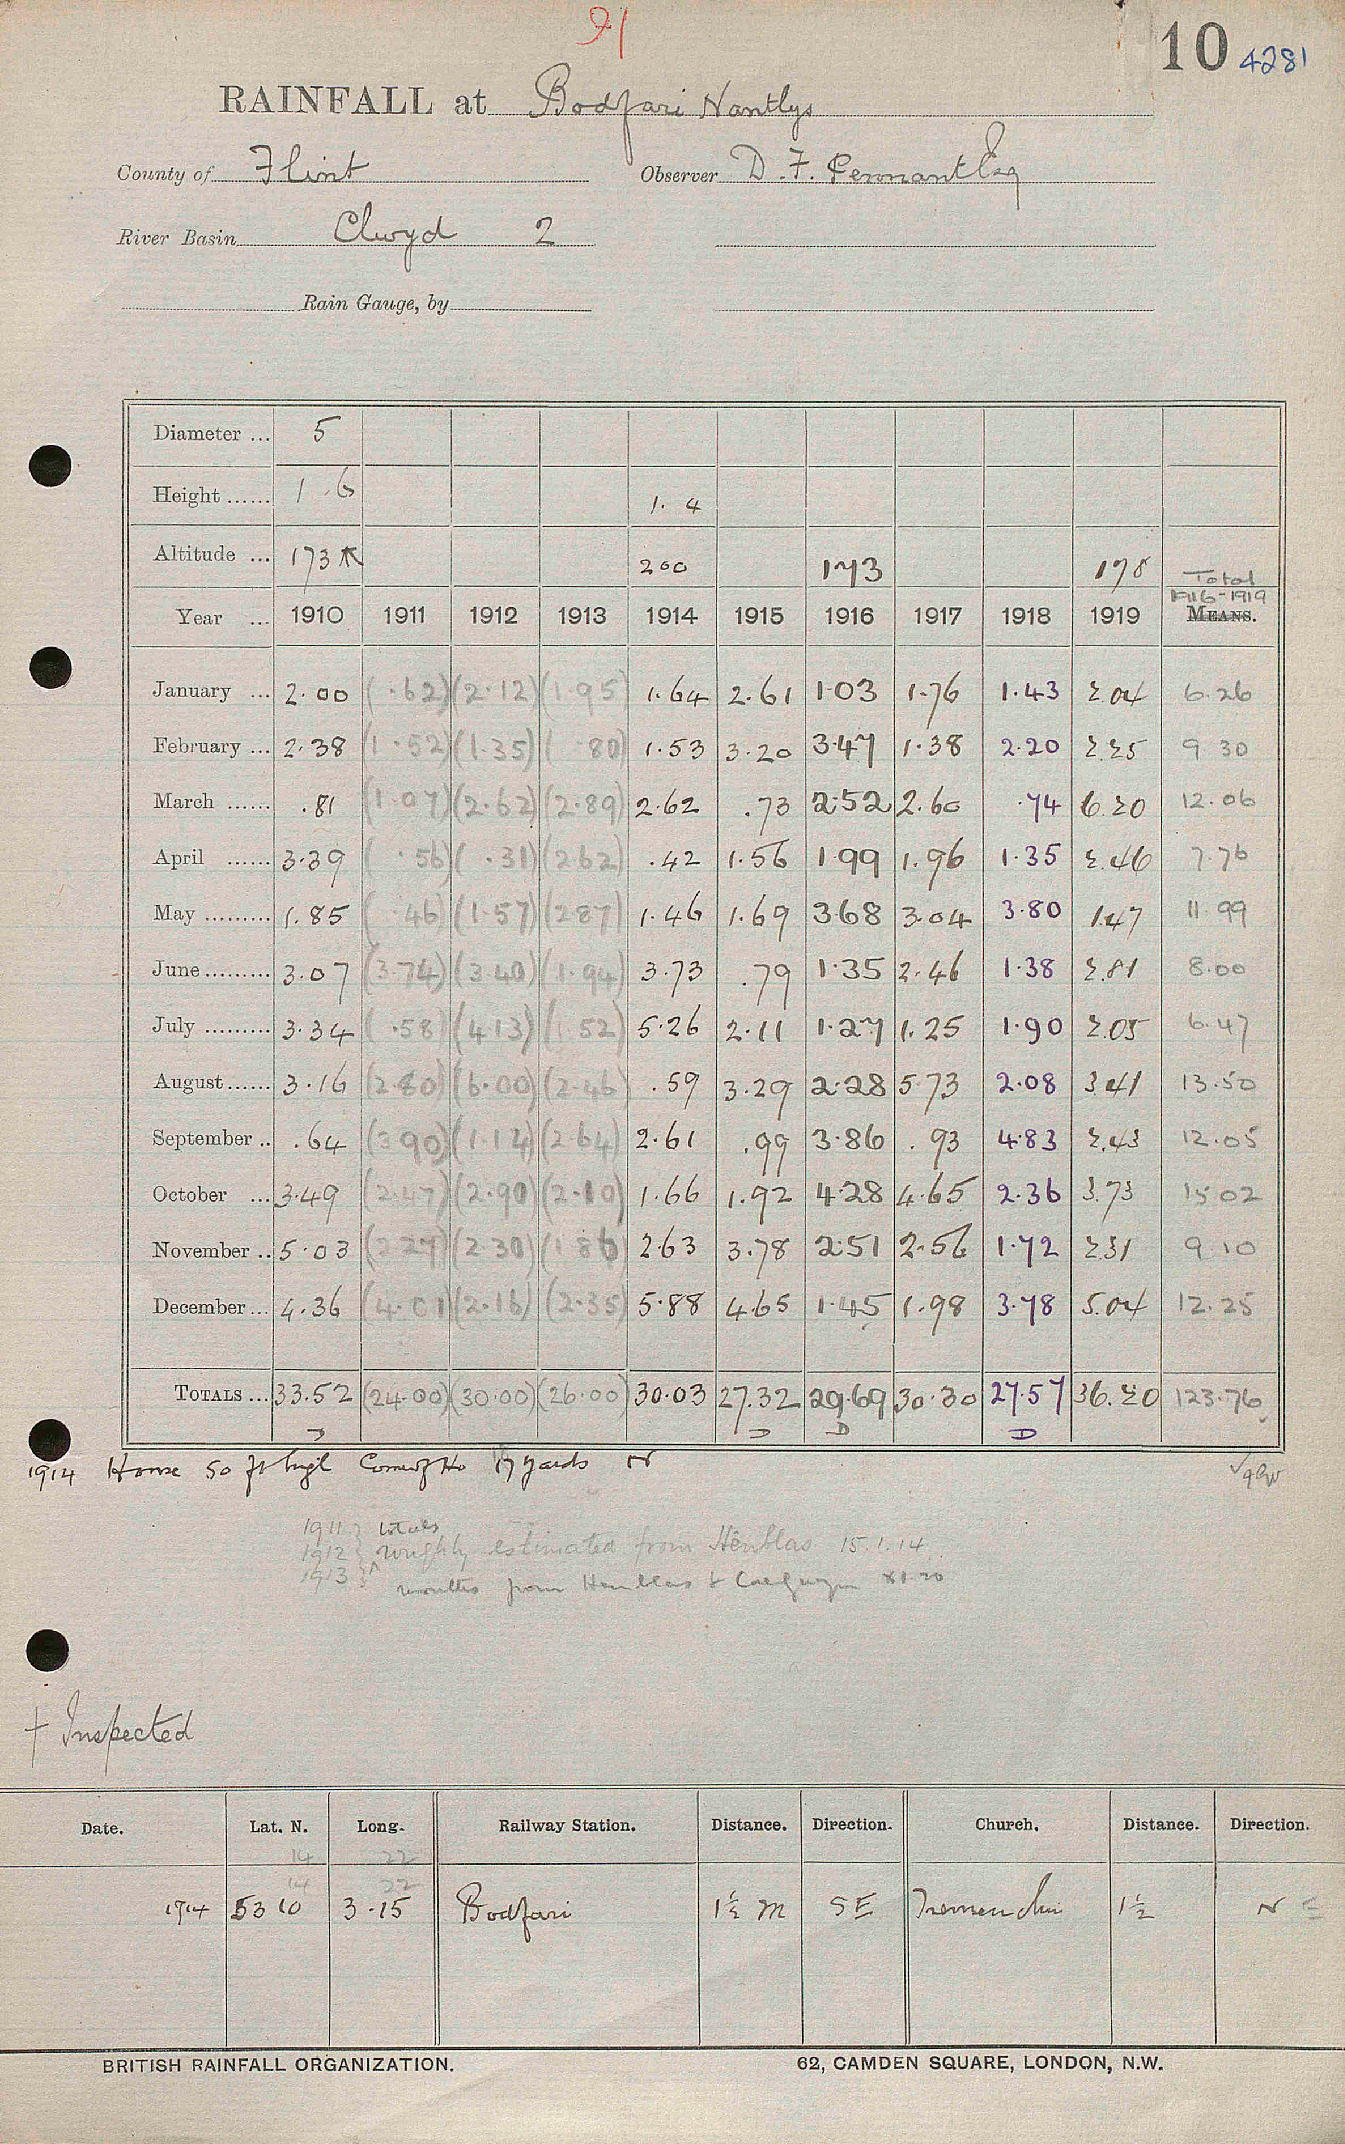 91
10 4281
RAINFALL at Bodfari Nantlys
County of Flint Observer D. F. Pennant Esq
River Basin Clwyd 2
Rain Gauge, by
Diameter ... 5
Height ...... 1 . 6 1. 4
Altitude ... 173 200 173 178 Total
1916-1919
Year ... 1910 1911 1912 1913 1914 1915 1916 1917 1918 1919 MEANS.
January ... 2.00 (.62) (2.12) (1.95) 1.64 2.61 1.03 1.76 1.43 2.04 6.26
February ... 2.38 (1.52) (1.35) (.80) 1.53 3.20 3.47 1.38 2.20 2.25 9.30
March ...... .81 (1.07) (2.62) (2.89) 2.62 .73 2.52 2.60 .74 6.20 12.06
April ...... 3.39 (.56) (.31) (2.62) .42 1.56 1.99 1.96 1.35 2.46 7.76
May ......... 1.85 (.46) (1.57) (2.87) 1.46 1.69 3.68 3.04 3.80 1.47 11.99
June ......... 3.07 (3.74) (3.40) (1.94) 3.73 .79 1.35 2.46 1.38 2.81 8.00
July ......... 3.34 (.58) (4.13) (1.52) 5.26 2.11 1.27 1.25 1.90 2.05 6.47
August ...... 3.16 (2.80) (6.00) (2.46) .59 3.29 2.28 5.73 2.08 3.41 13.50
September .. .64 (3.90) (1.14) (2.64) 2.61 .99 3.86 .93 4.83 2.43 12.05
October ... 3.49 (2.47) (2.90) (2.10) 1.66 1.92 4.28 4.65 2.36 3.73 15.02
November .. 5.03 (2.27) (2.30) (1.86) 2.63 3.78 2.51 2.56 1.72 2.31 9.10
December ... 4.36 (4.01) (2.16) (2.35) 5.88 4.65 1.45 1.98 3.78 5.04 12.25
TOTALS ... 33.52 (24.00) (30.00) (26.00) 30.03 27.32 29.69 30.30 27.57 36.20 123.76
D D D D
1914 House 50 ft high Corner of Ho 17 yards N
1911 totals
1912 roughly estimated from Hênblas 15.1.14
1913 months from Henblas &
† Inspected
Date. Lat. N. Long. Railway Station. Distance. Direction. Church. Distance. Direction.
14 22
14 22
1914 53 10 3.15 Bodfari 1½ m SE Tremeirchion 1½ N E
BRITISH RAINFALL ORGANIZATION. 62, CAMDEN SQUARE, LONDON, N.W.